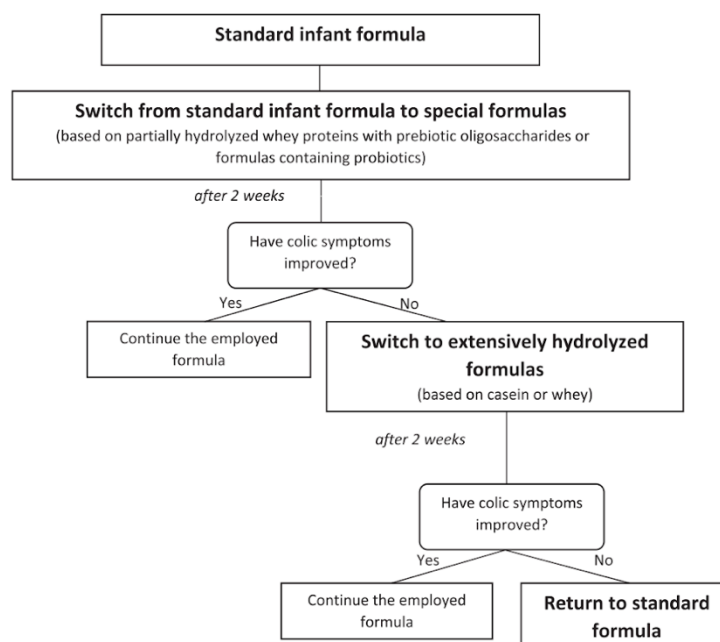 Standard infant formula
Switch from standard infant formula to special formulas
(based on partially hydrolyzed whey proteins with prebiotic oligosaccharides or
formulas containing probiotics)
after 2 weeks
Have colic symptoms
improved?
Yes
No
Continue the employed
formula
Switch to extensively hydrolyzed
formulas
(based on casein or whey)
after 2 weeks
Have colic symptoms
improved?
Yes
No
Continue the employed
formula
Return to standard
formula